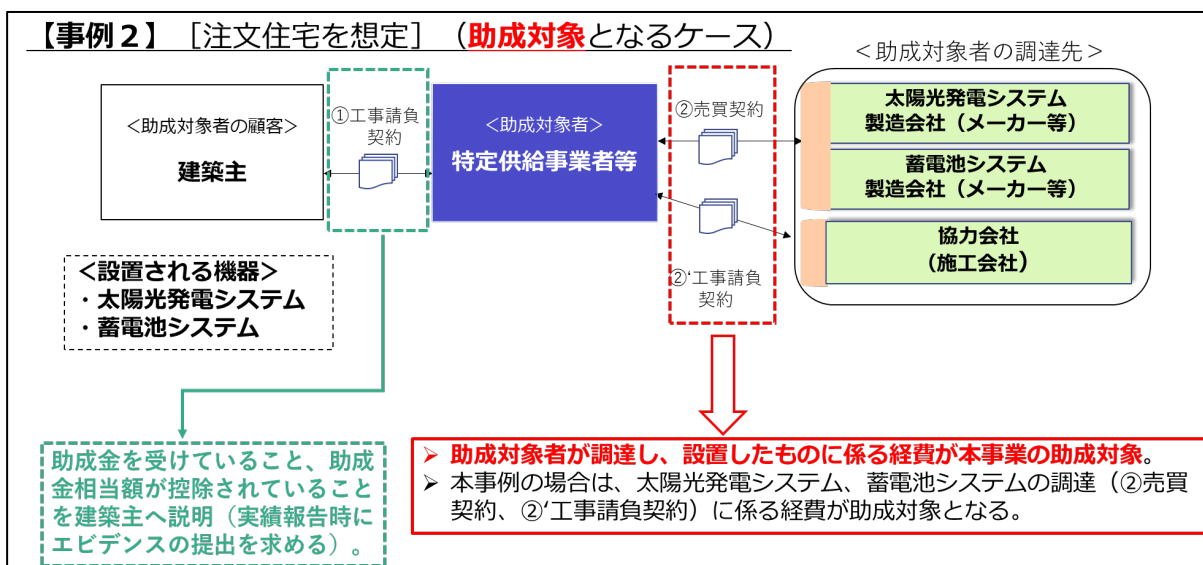 【事例２】［注文住宅を想定］（助成対象となるケース）
＜助成対象者の調達先＞
＜助成対象者の顧客＞
建築主
①工事請負
契約
＜助成対象者＞
特定供給事業者等
②売買契約
②'工事請負
契約
太陽光発電システム
製造会社（メーカー等）
蓄電池システム
製造会社（メーカー等）
協力会社
（施工会社）
＜設置される機器＞
・太陽光発電システム
・蓄電池システム
助成金を受けていること、助成
金相当額が控除されていること
を建築主へ説明（実績報告時に
エビデンスの提出を求める）。
➢ 助成対象者が調達し、設置したものに係る経費が本事業の助成対象。
➢ 本事例の場合は、太陽光発電システム、蓄電池システムの調達（②売買
契約、②'工事請負契約）に係る経費が助成対象となる。